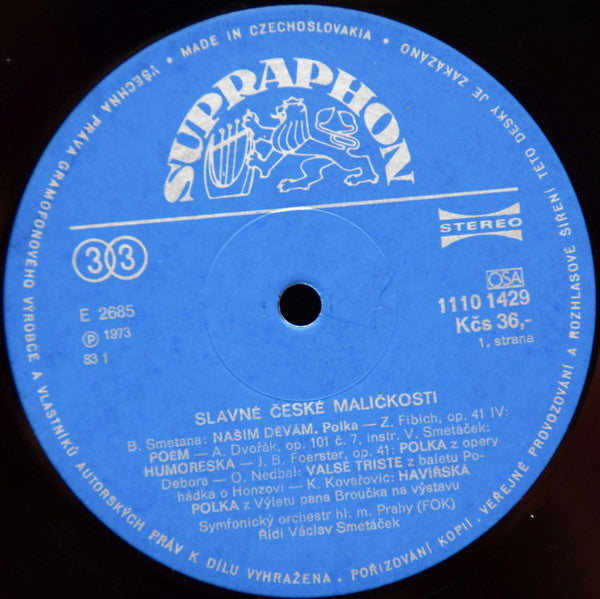 VŠECHNA PRÁVA GRAMOFONOVÉHO VÝROBCE A VLASTNÍKŮ AUTORSKÝCH PRÁV K DÍLU VYHRAŽENA. POŘIZOVÁNÍ KOPIÍ, VEŘEJNÉ PROVOZOVÁNÍ A ROZHLASOVÉ ŠÍŘENÍ TÉTO DESKY JE ZAKÁZÁNO • MADE IN CZECHOSLOVAKIA •
SUPRAPHON
33
STEREO
E 2685
Ⓟ 1973
83 1
OSA
1110 1429
Kčs 36,-
1. strana
SLAVNÉ ČESKÉ MALIČKOSTI
B. Smetana: NAŠIM DĚVÁM. Polka — Z. Fibich, op. 41 IV:
POEM — A. Dvořák, op. 101 č. 7, instr. V. Smetáček:
HUMORESKA — J. B. Foerster, op. 41: POLKA z opery
Debora — O. Nedbal: VALSE TRISTE z baletu Po-
hádka o Honzovi — K. Kovařovic: HAVÍŘSKÁ
POLKA z Výletu pana Broučka na výstavu
Symfonický orchestr hl. m. Prahy (FOK)
Řídí Václav Smetáček